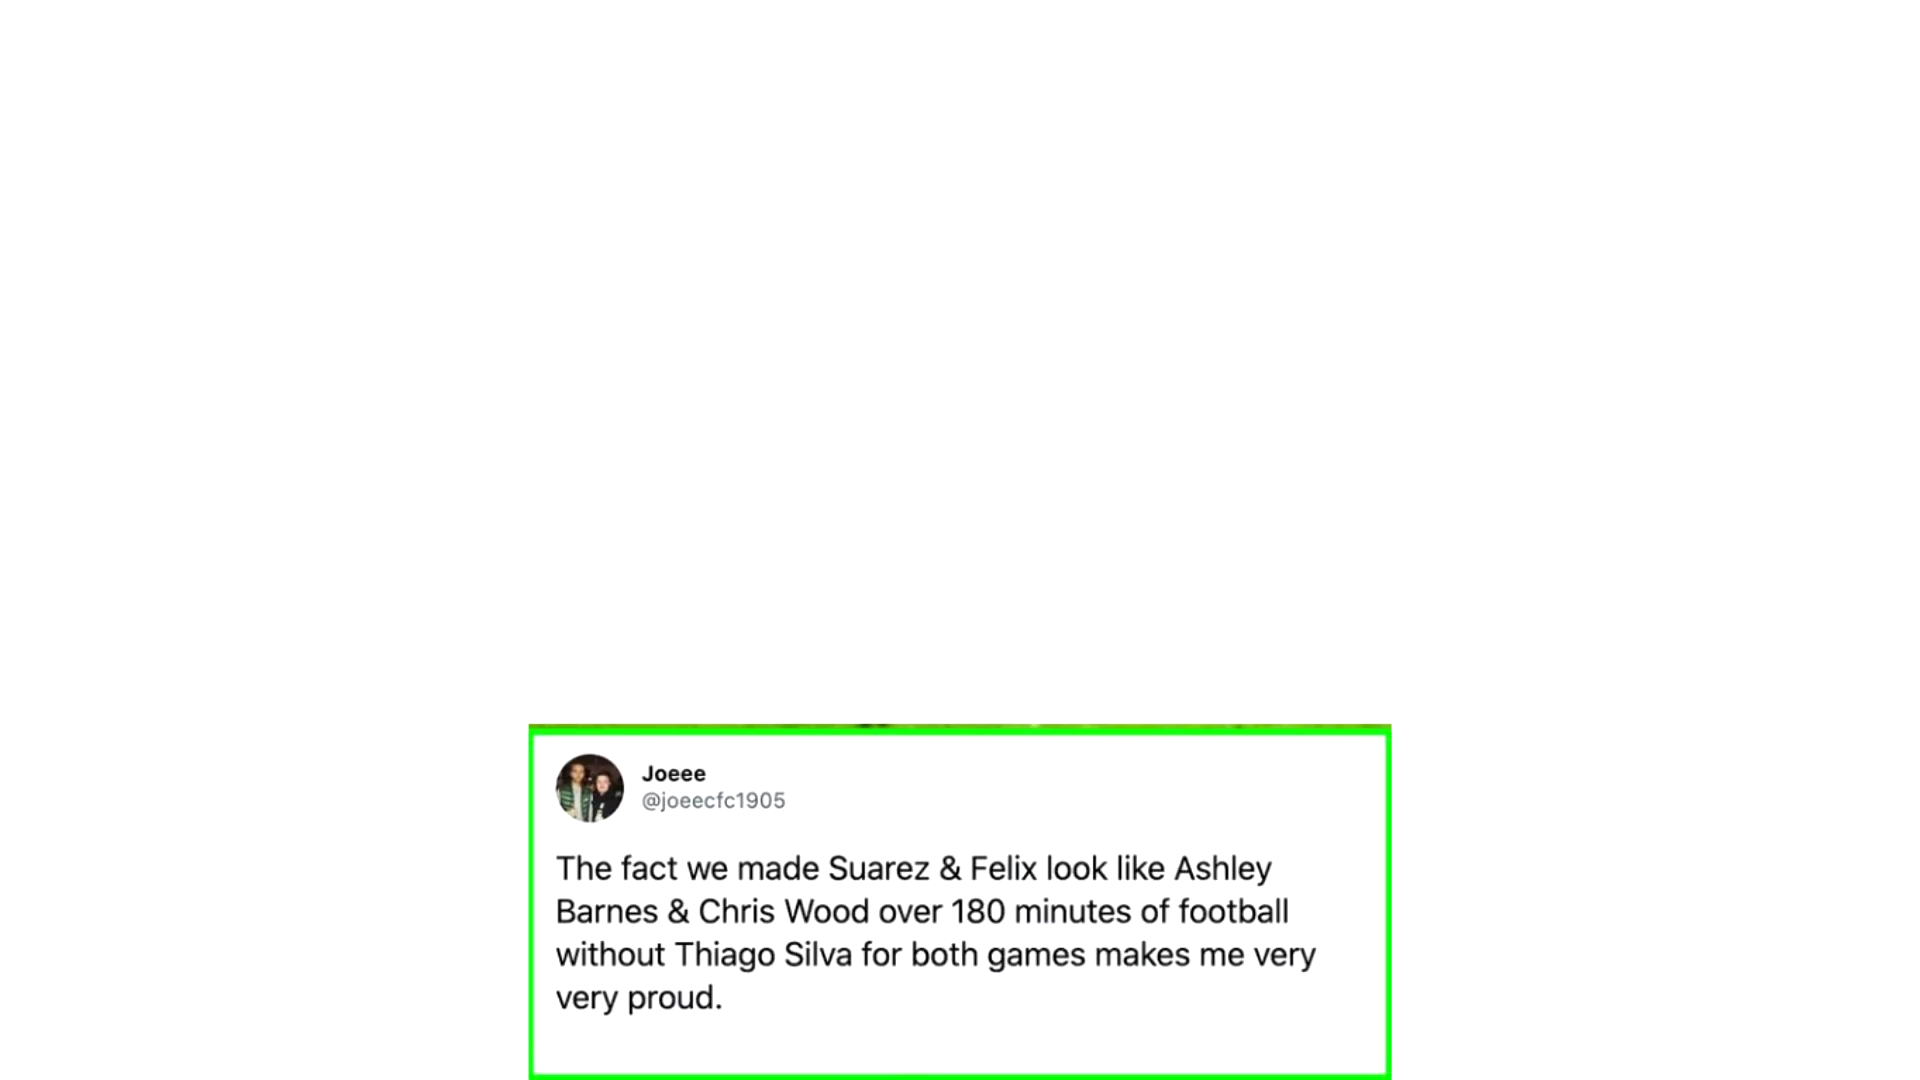 Joeee
@joeecfc1905
The fact we made Suarez & Felix look like Ashley
Barnes & Chris Wood over 180 minutes of football
without Thiago Silva for both games makes me very
very proud.